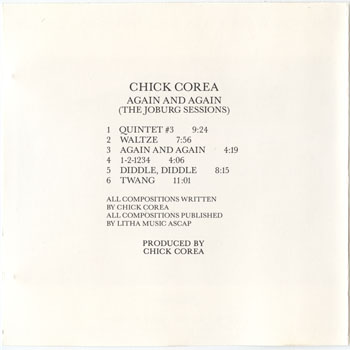 CHICK COREA
AGAIN AND AGAIN
(THE JOBURG SESSIONS)
1 QUINTET #3 9:24
2 WALTZE 7:56
3 AGAIN AND AGAIN 4:19
4 1-2-1234 4:06
5 DIDDLE, DIDDLE 8:15
6 TWANG 11:01
ALL COMPOSITIONS WRITTEN
BY CHICK COREA
ALL COMPOSITIONS PUBLISHED
BY LITHA MUSIC ASCAP
PRODUCED BY
CHICK COREA